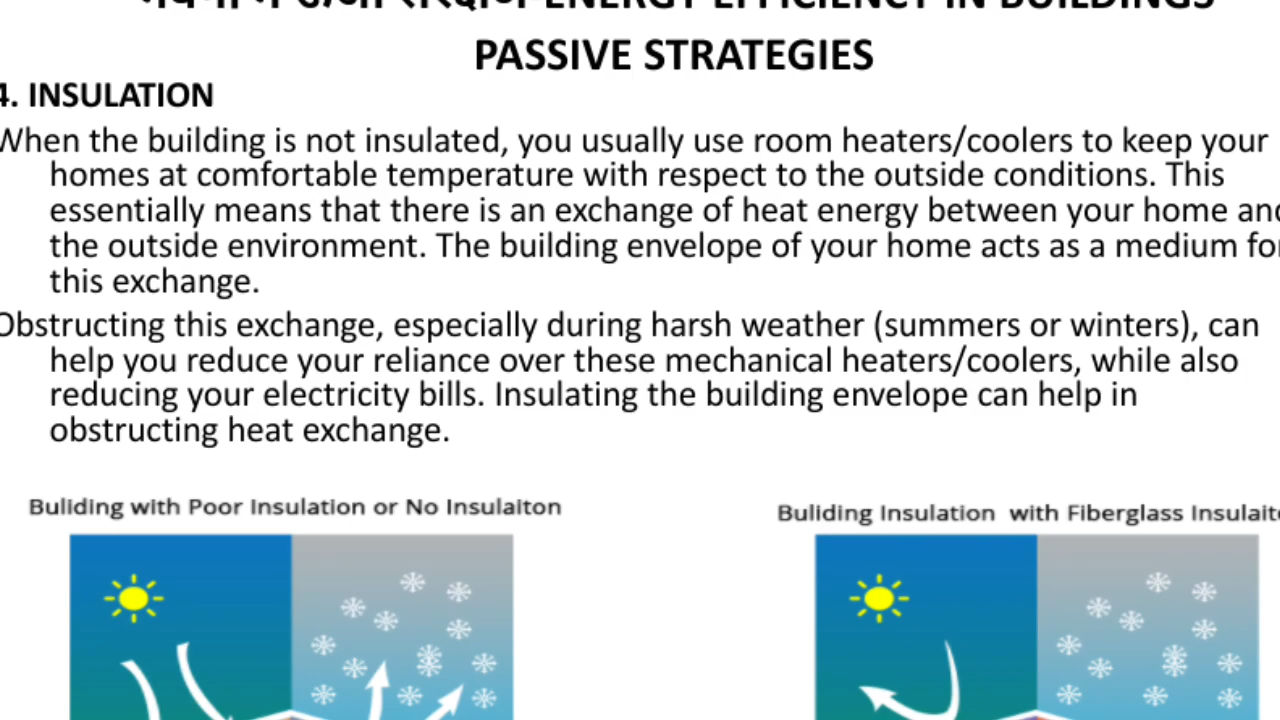 ENERGY EFFICIENCY IN BUILDINGS
PASSIVE STRATEGIES
4. INSULATION
When the building is not insulated, you usually use room heaters/coolers to keep your
homes at comfortable temperature with respect to the outside conditions. This
essentially means that there is an exchange of heat energy between your home and
the outside environment. The building envelope of your home acts as a medium for
this exchange.
Obstructing this exchange, especially during harsh weather (summers or winters), can
help you reduce your reliance over these mechanical heaters/coolers, while also
reducing your electricity bills. Insulating the building envelope can help in
obstructing heat exchange.
Buliding with Poor Insulation or No Insulaiton
Buliding Insulation with Fiberglass